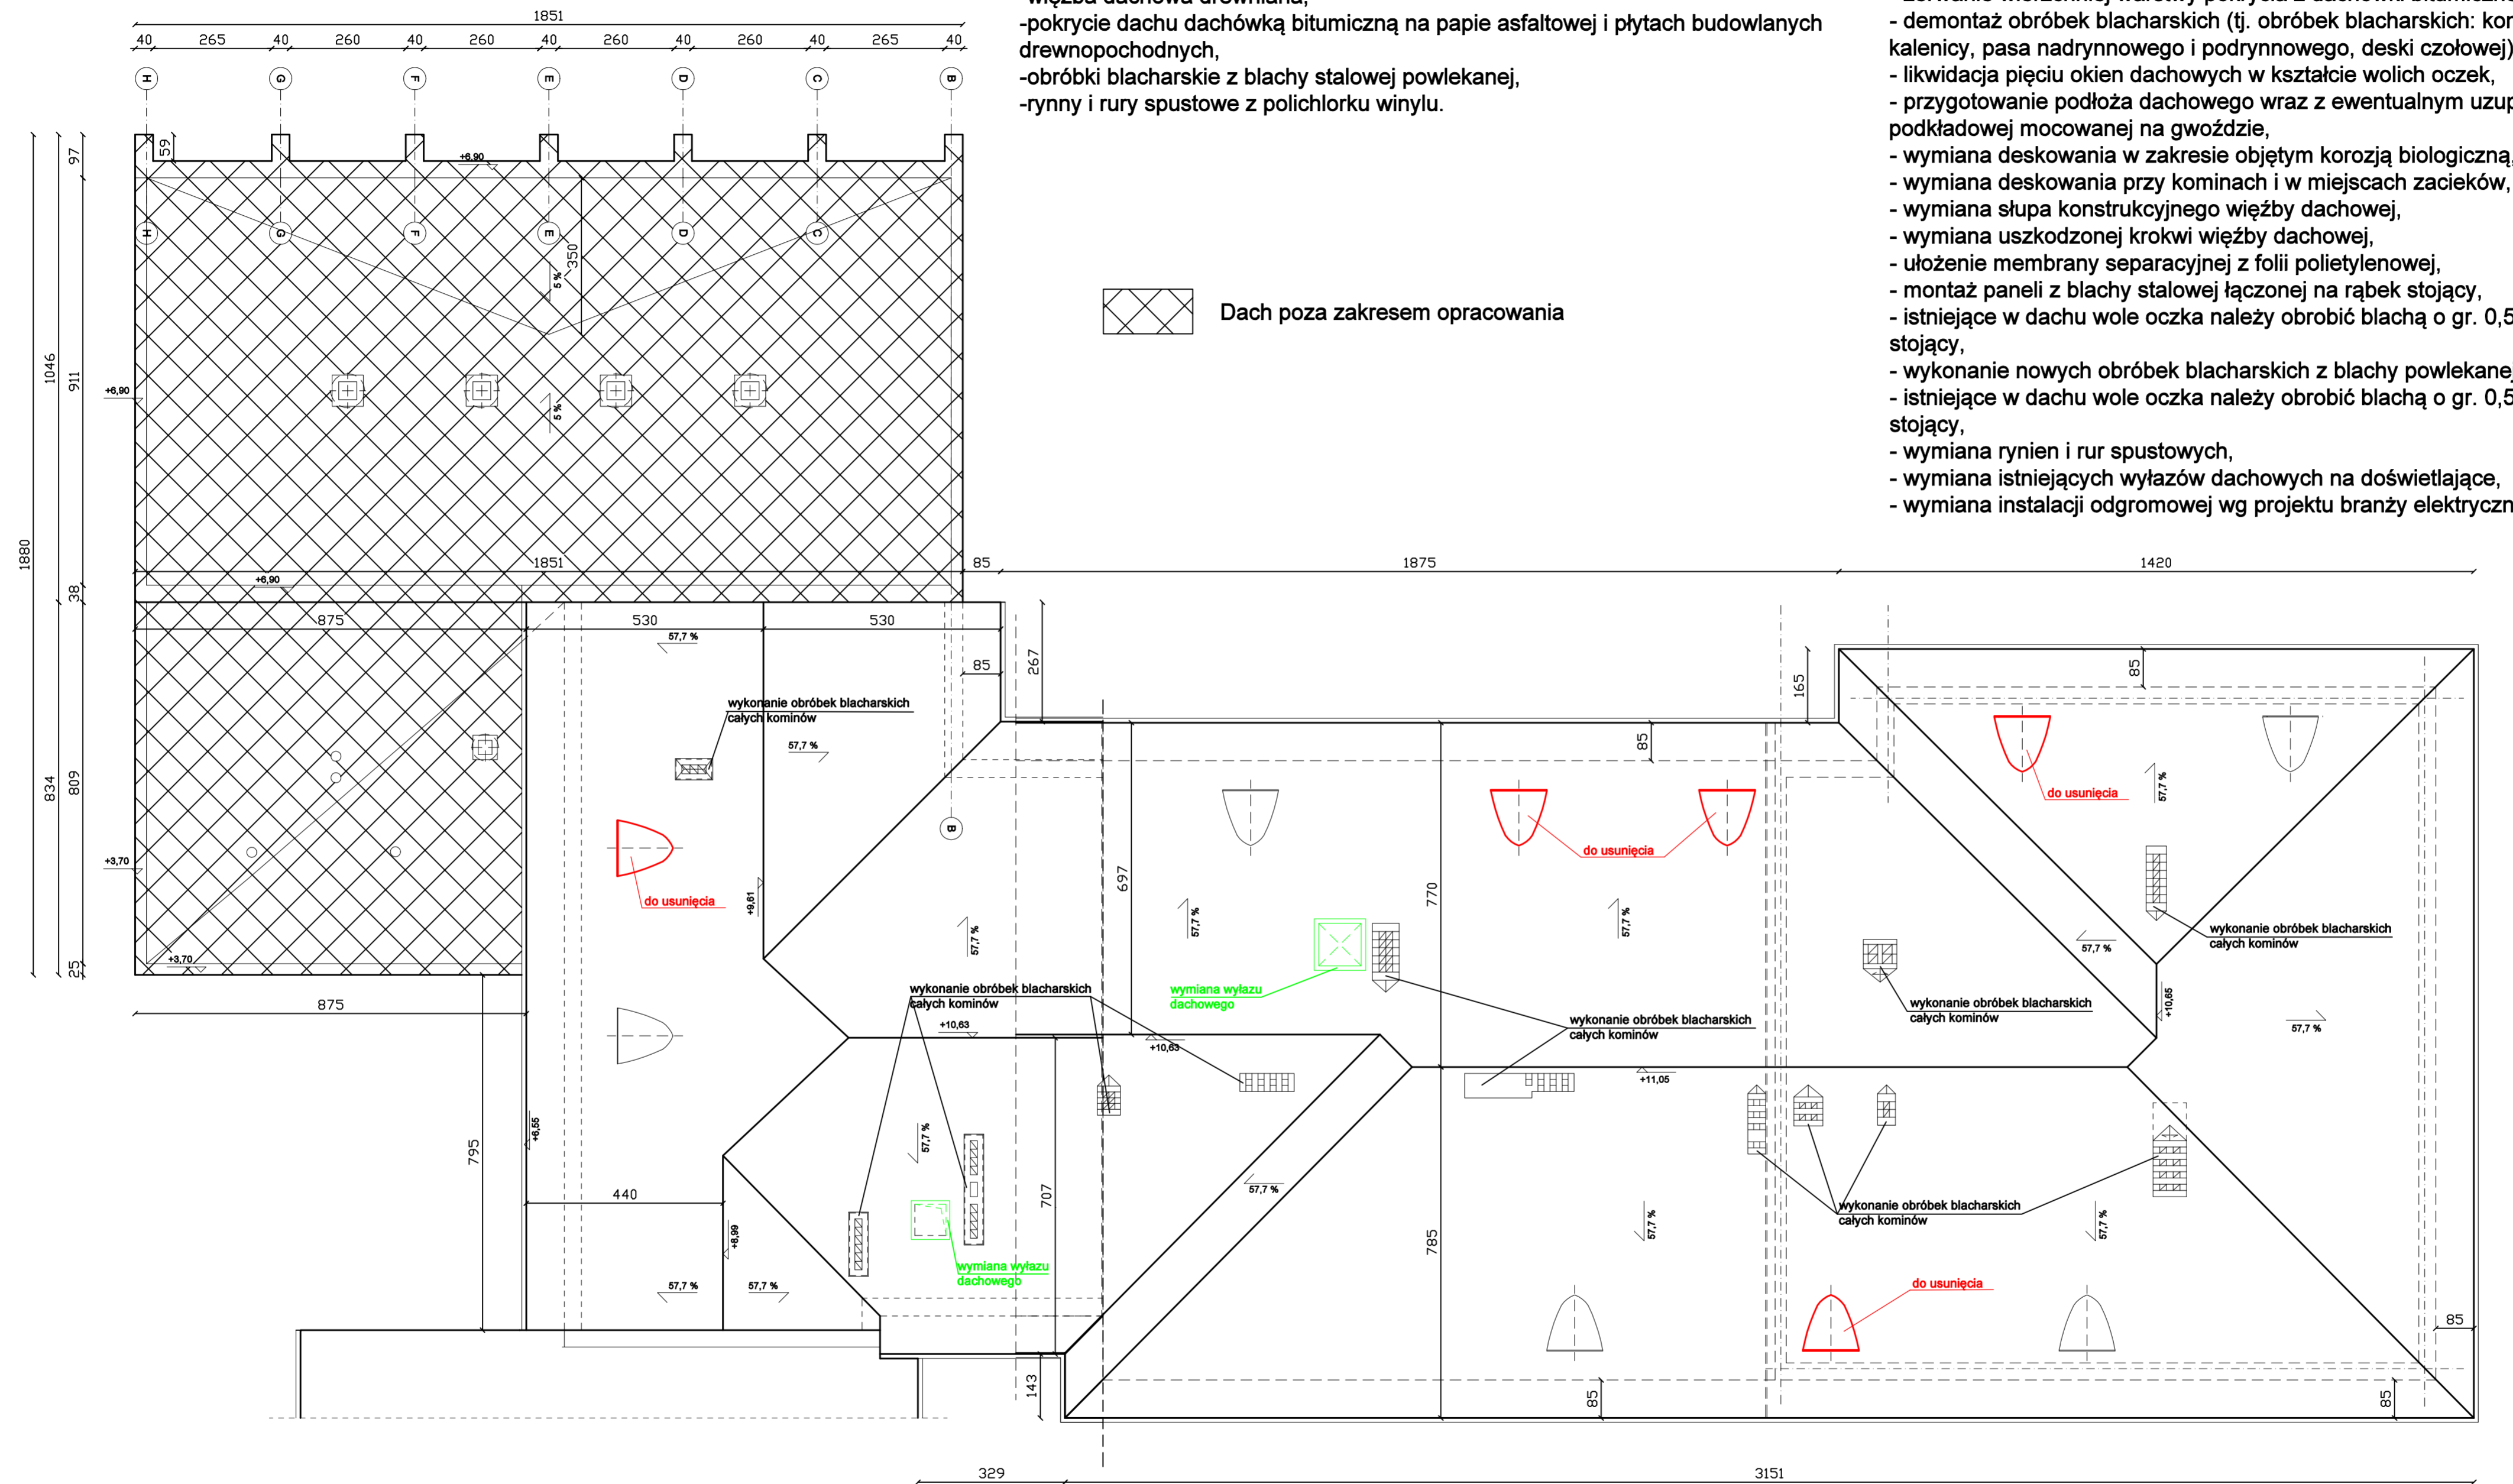 -pokrycie dachu dachówką bitumiczną na papie asfaltowej i płytach budowlanych
drewnopochodnych,
-obróbki blacharskie z blachy stalowej powlekanej,
-rynny i rury spustowe z polichlorku winylu.
- demontaż obróbek blacharskich (tj. obróbek blacharskich:
kalenicy, pasa nadrynnowego i podrynnowego, deski czołowej)
- likwidacja pięciu okien dachowych w kształcie wolich oczek,
- przygotowanie podłoża dachowego wraz z ewentualnym
podkładowej mocowanej na gwoździe,
- wymiana deskowania w zakresie objętym korozją biologiczną,
- wymiana deskowania przy kominach i w miejscach zacieków,
- wymiana słupa konstrukcyjnego więźby dachowej,
- wymiana uszkodzonej krokwi więźby dachowej,
- ułożenie membrany separacyjnej z folii polietylenowej,
- montaż paneli z blachy stalowej łączonej na rąbek stojący,
- istniejące w dachu wole oczka należy obrobić blachą o gr. 0,5
stojący,
- wykonanie nowych obróbek blacharskich z blachy powlekanej
- istniejące w dachu wole oczka należy obrobić blachą o gr. 0,5
stojący,
- wymiana rynien i rur spustowych,
- wymiana istniejących wyłazów dachowych na doświetlające,
- wymiana instalacji odgromowej wg projektu branży
Dach poza zakresem opracowania
1851
40 265 40 260 40 260 40 260 40 260 40 265 40
H G F E D C B
97
59
+6,90
H G F E D C
350
5 %
1046
911
+6,90
5 %
1880
38
+6,90
1851
85
1875
1420
875
530
530
57,7 %
85
267
165
85
wykonanie obróbek blacharskich
całych kominów
57,7 %
85
do usunięcia
57,7 %
834
809
B
do usunięcia
+3,70
do usunięcia
+9,61
697
770
57,7 %
57,7 %
57,7 %
57,7 %
wykonanie obróbek blacharskich
całych kominów
25
+3,70
875
wykonanie obróbek blacharskich
całych kominów
wymiana wyłazu
dachowego
wykonanie obróbek blacharskich
całych kominów
+10,65
57,7 %
wykonanie obróbek blacharskich
całych kominów
+10,63
+10,63
+11,05
795
+6,55
57,7 %
440
707
57,7 %
785
57,7 %
wykonanie obróbek blacharskich
całych kominów
57,7 %
+8,99
wymiana wyłazu
dachowego
57,7 %
57,7 %
do usunięcia
85
143
85
85
329
3151